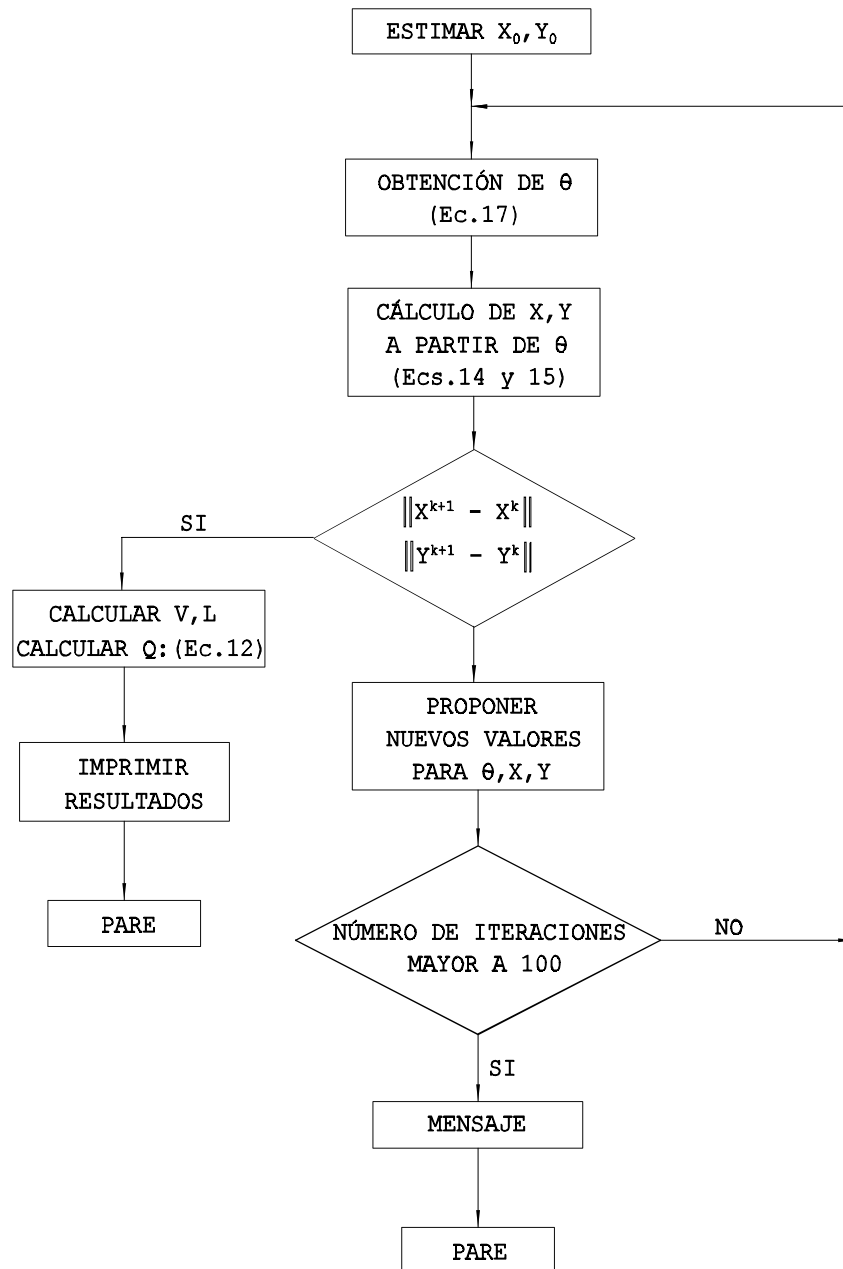 ESTIMAR X₀,Y₀
OBTENCIÓN DE θ
(Ec.17)
CÁLCULO DE X,Y
A PARTIR DE θ
(Ecs.14 y 15)
‖Xᵏ⁺¹ - Xᵏ‖
‖Yᵏ⁺¹ - Yᵏ‖
SI
CALCULAR V,L
CALCULAR Q:(Ec.12)
IMPRIMIR
RESULTADOS
PARE
PROPONER
NUEVOS VALORES
PARA θ,X,Y
NÚMERO DE ITERACIONES
MAYOR A 100
NO
SI
MENSAJE
PARE